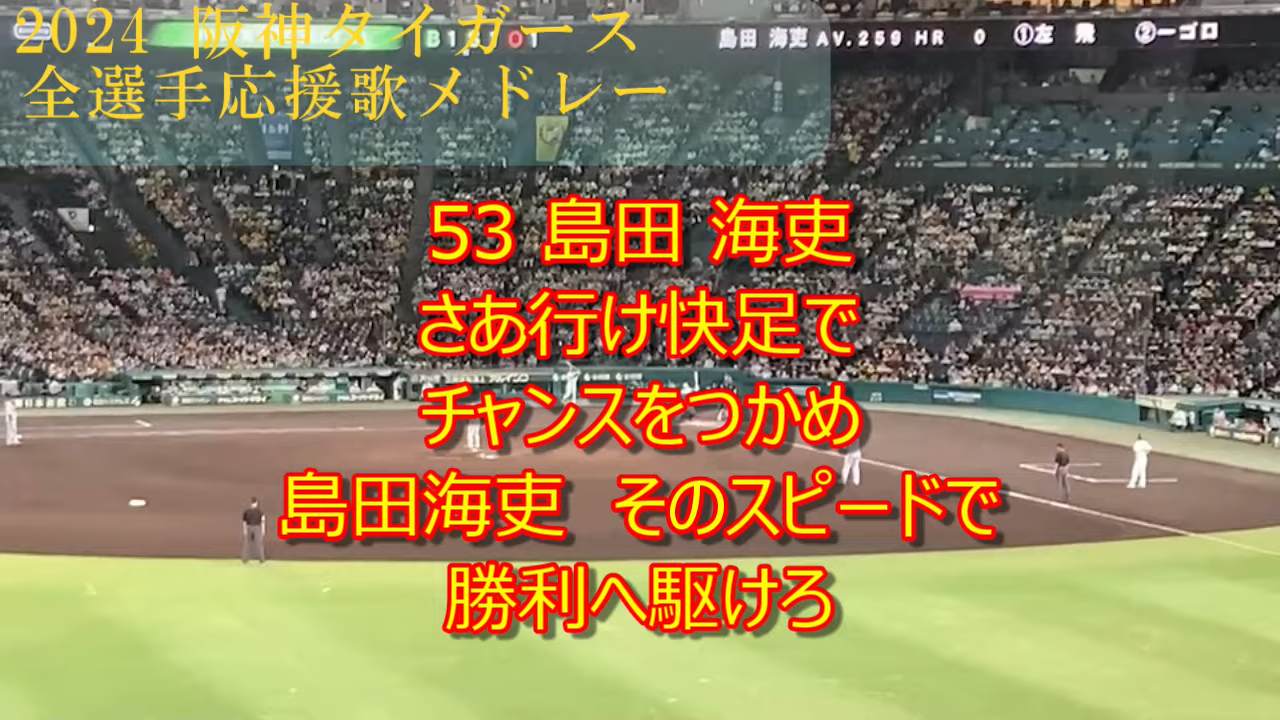 2024 阪神タイガース
全選手応援歌メドレー
島田 海吏 AV.259 HR 0 ①左 飛 ②一ゴロ
53 島田 海吏
さあ行け快足で
チャンスをつかめ
島田海吏 そのスピードで
勝利へ駆けろ